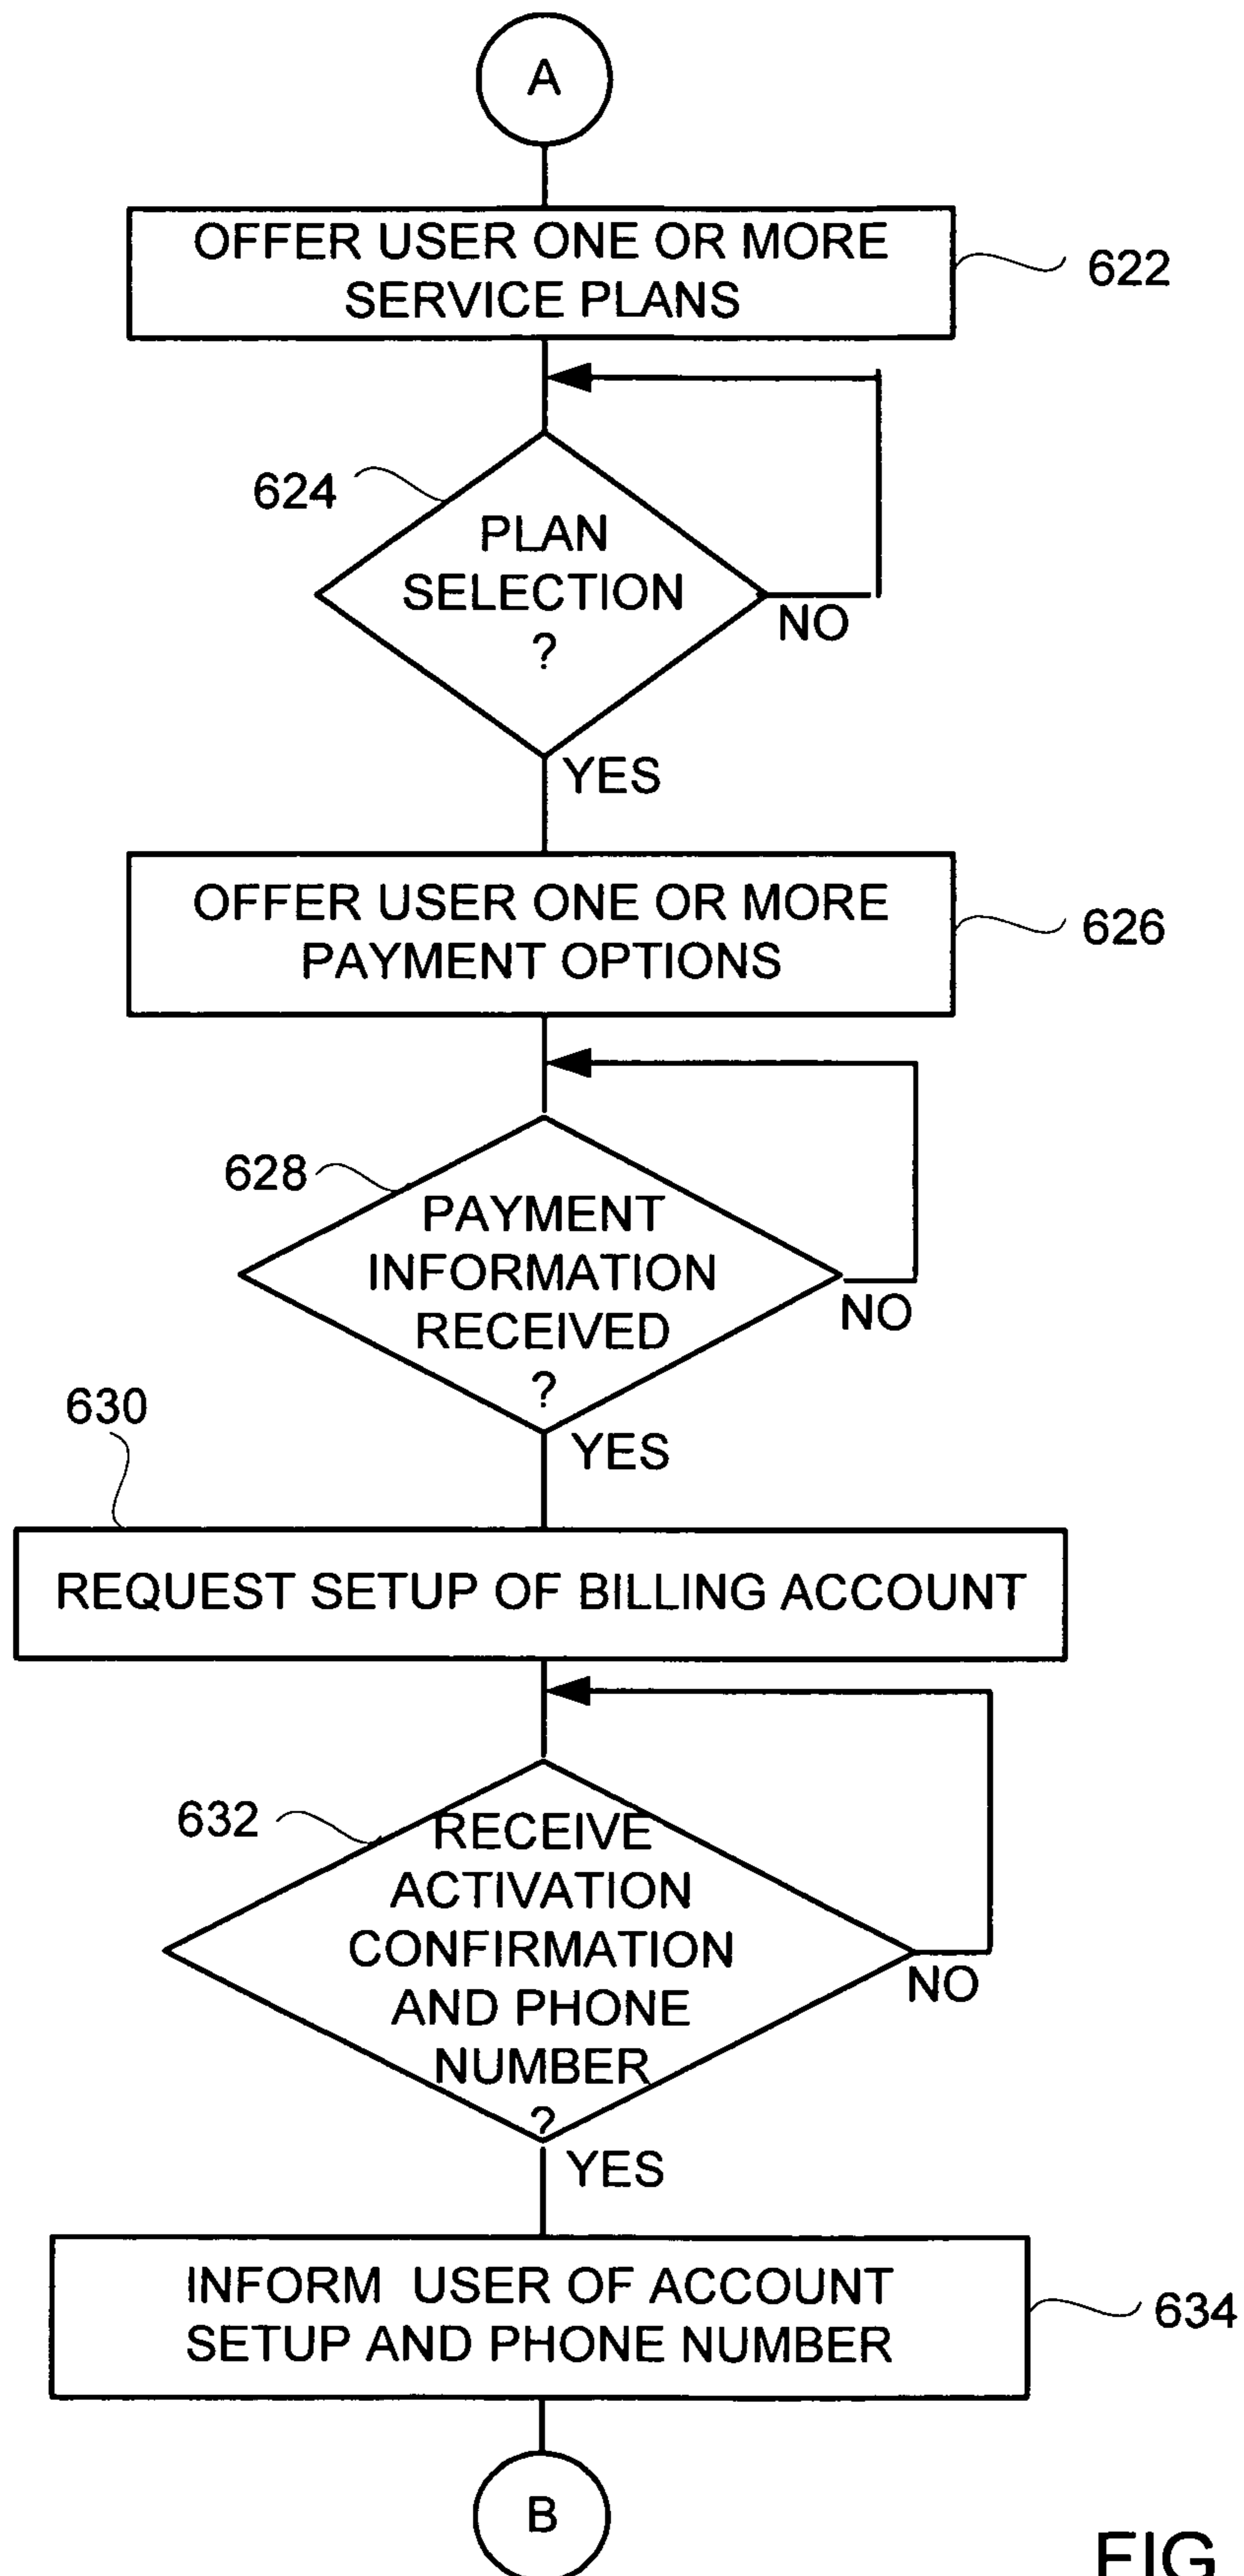 A
OFFER USER ONE OR MORE
SERVICE PLANS
622
624
PLAN
SELECTION
?
NO
YES
OFFER USER ONE OR MORE
PAYMENT OPTIONS
626
628
PAYMENT
INFORMATION
RECEIVED
?
NO
YES
630
REQUEST SETUP OF BILLING ACCOUNT
632
RECEIVE
ACTIVATION
CONFIRMATION
AND PHONE
NUMBER
?
NO
YES
INFORM USER OF ACCOUNT
SETUP AND PHONE NUMBER
634
B
FIG